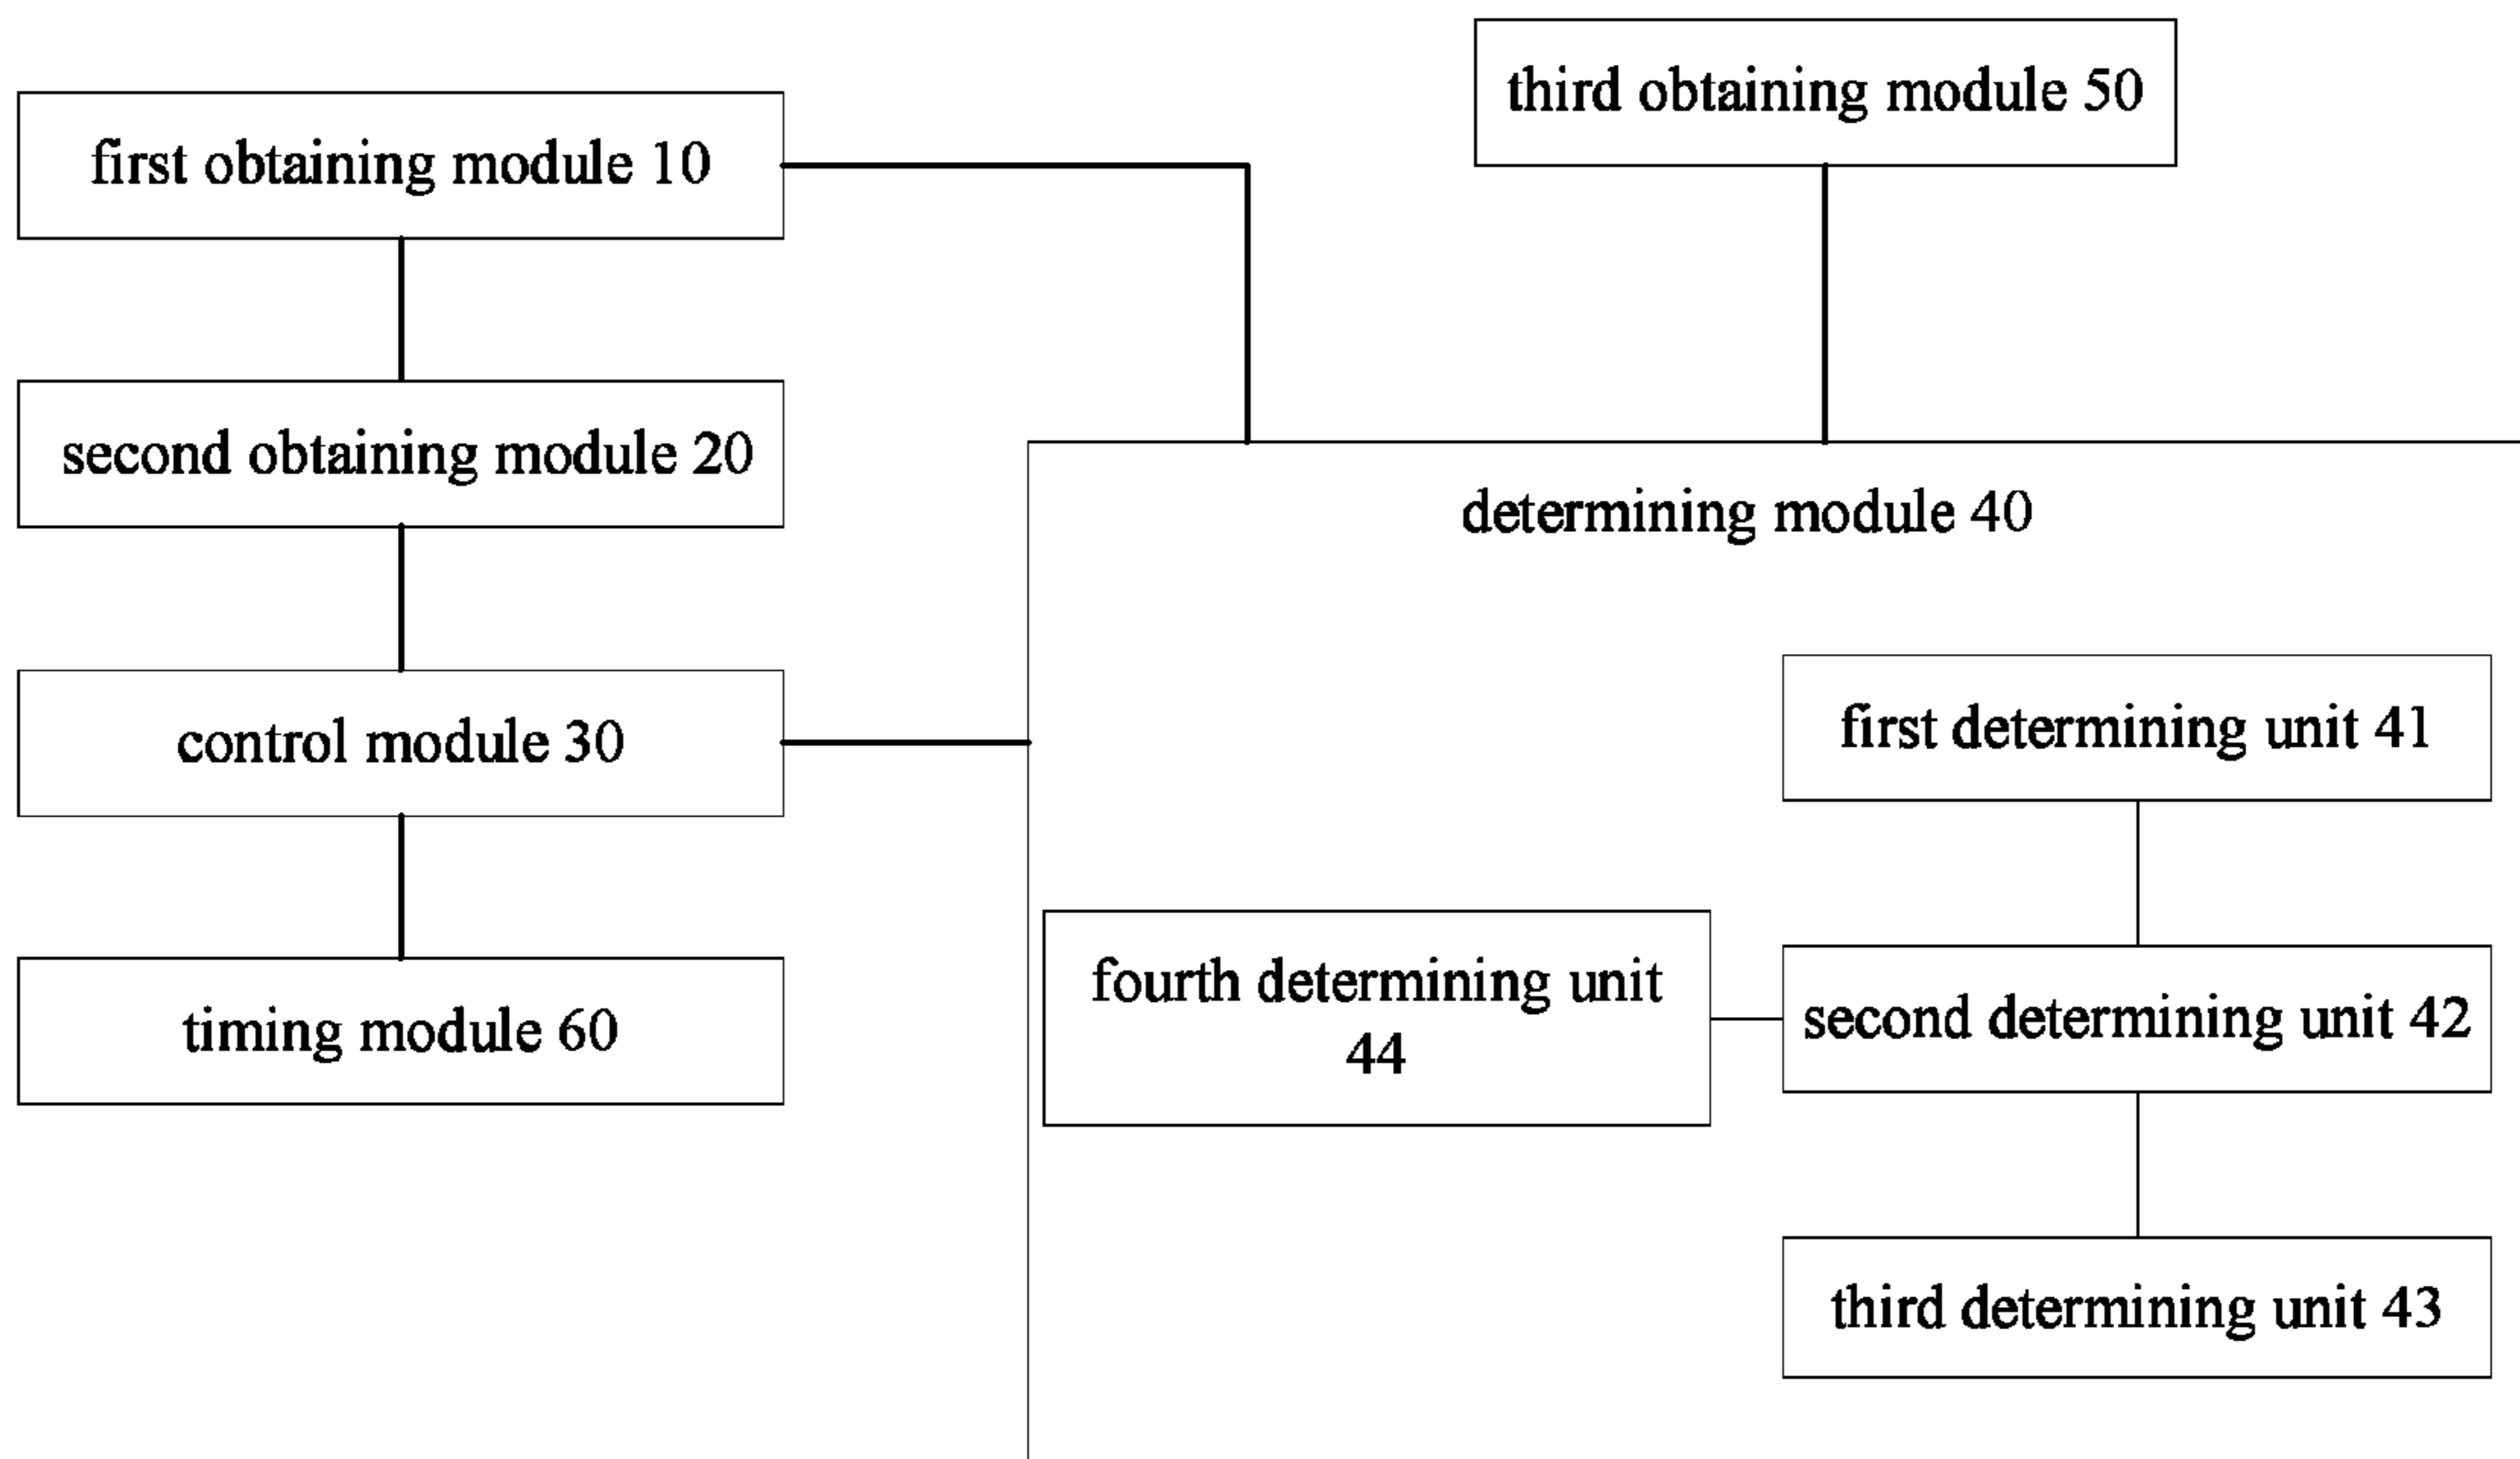 third obtaining module 50
first obtaining module 10
second obtaining module 20
determining module 40
control module 30
first determining unit 41
fourth determining unit
44
second determining unit 42
timing module 60
third determining unit 43